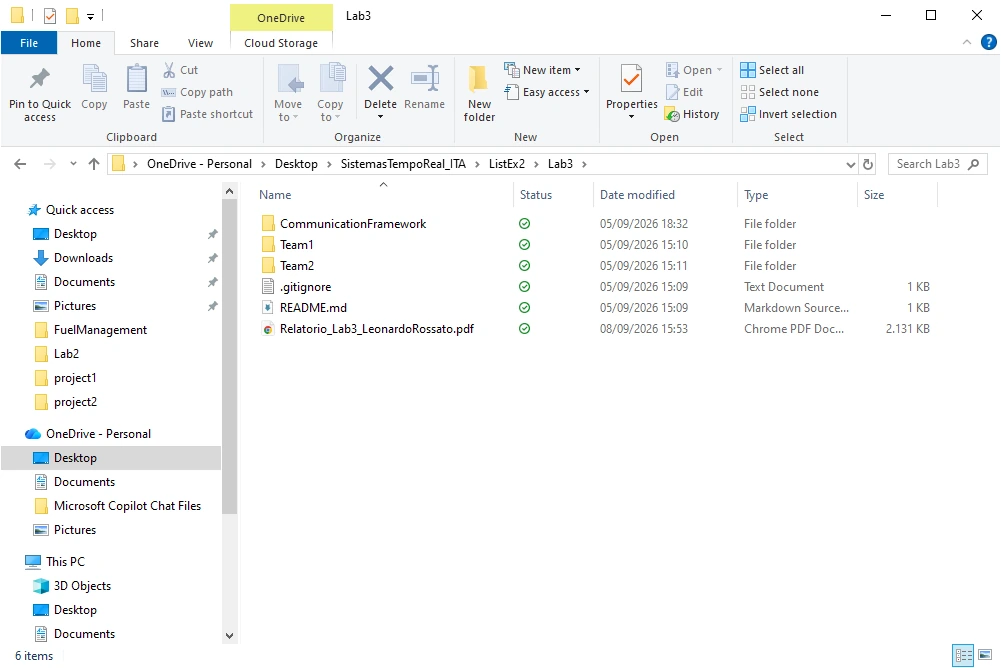 OneDrive
Lab3
File
Home
Share
View
Cloud Storage
Pin to Quick access
Copy
Paste
Cut
Copy path
Paste shortcut
Clipboard
Move to
Copy to
Delete
Rename
Organize
New folder
New item
Easy access
New
Properties
Open
Edit
History
Open
Select all
Select none
Invert selection
Select
OneDrive - Personal > Desktop > SistemasTempoReal_ITA > ListEx2 > Lab3 >
Search Lab3
Name Status Date modified Type Size
Quick access
Desktop
Downloads
Documents
Pictures
FuelManagement
Lab2
project1
project2
OneDrive - Personal
Desktop
Documents
Microsoft Copilot Chat Files
Pictures
This PC
3D Objects
Desktop
Documents
CommunicationFramework 05/09/2026 18:32 File folder
Team1 05/09/2026 15:10 File folder
Team2 05/09/2026 15:11 File folder
.gitignore 05/09/2026 15:09 Text Document 1 KB
README.md 05/09/2026 15:09 Markdown Source... 1 KB
Relatorio_Lab3_LeonardoRossato.pdf 08/09/2026 15:53 Chrome PDF Doc... 2.131 KB
6 items